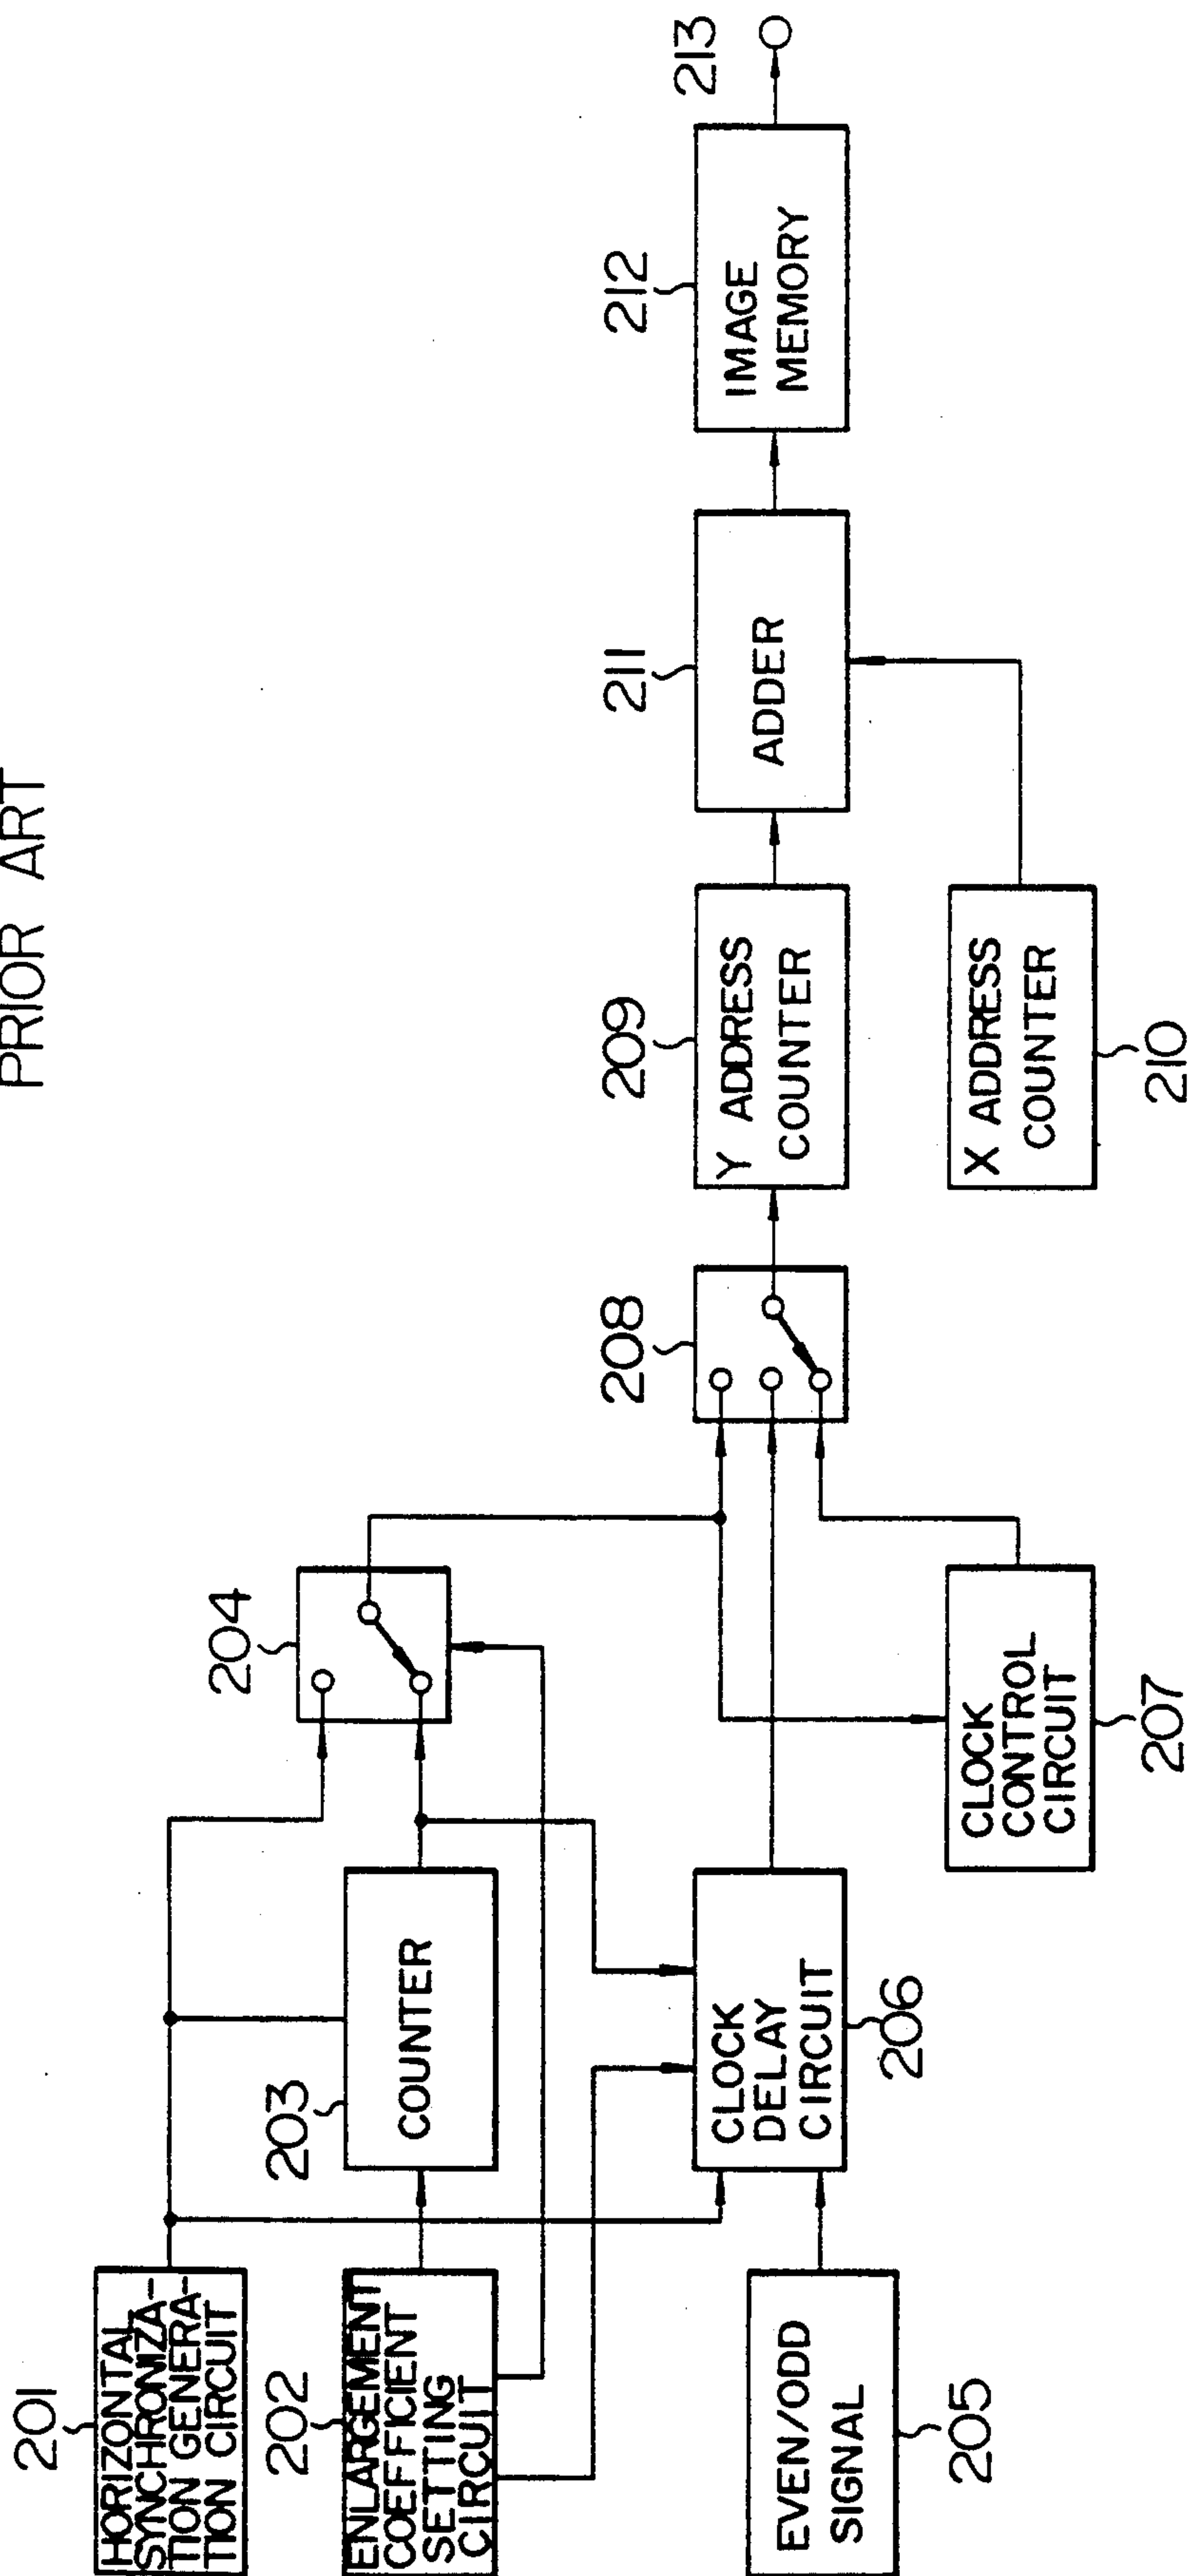 PRIOR ART
201
HORIZONTAL
SYNCHRONIZA-
TION GENERA-
TION CIRCUIT
202
ENLARGEMENT
COEFFICIENT
SETTING
CIRCUIT
203
COUNTER
204
205
EVEN/ODD
SIGNAL
206
CLOCK
DELAY
CIRCUIT
207
CLOCK
CONTROL
CIRCUIT
208
209
Y ADDRESS
COUNTER
210
X ADDRESS
COUNTER
211
ADDER
212
IMAGE
MEMORY
213